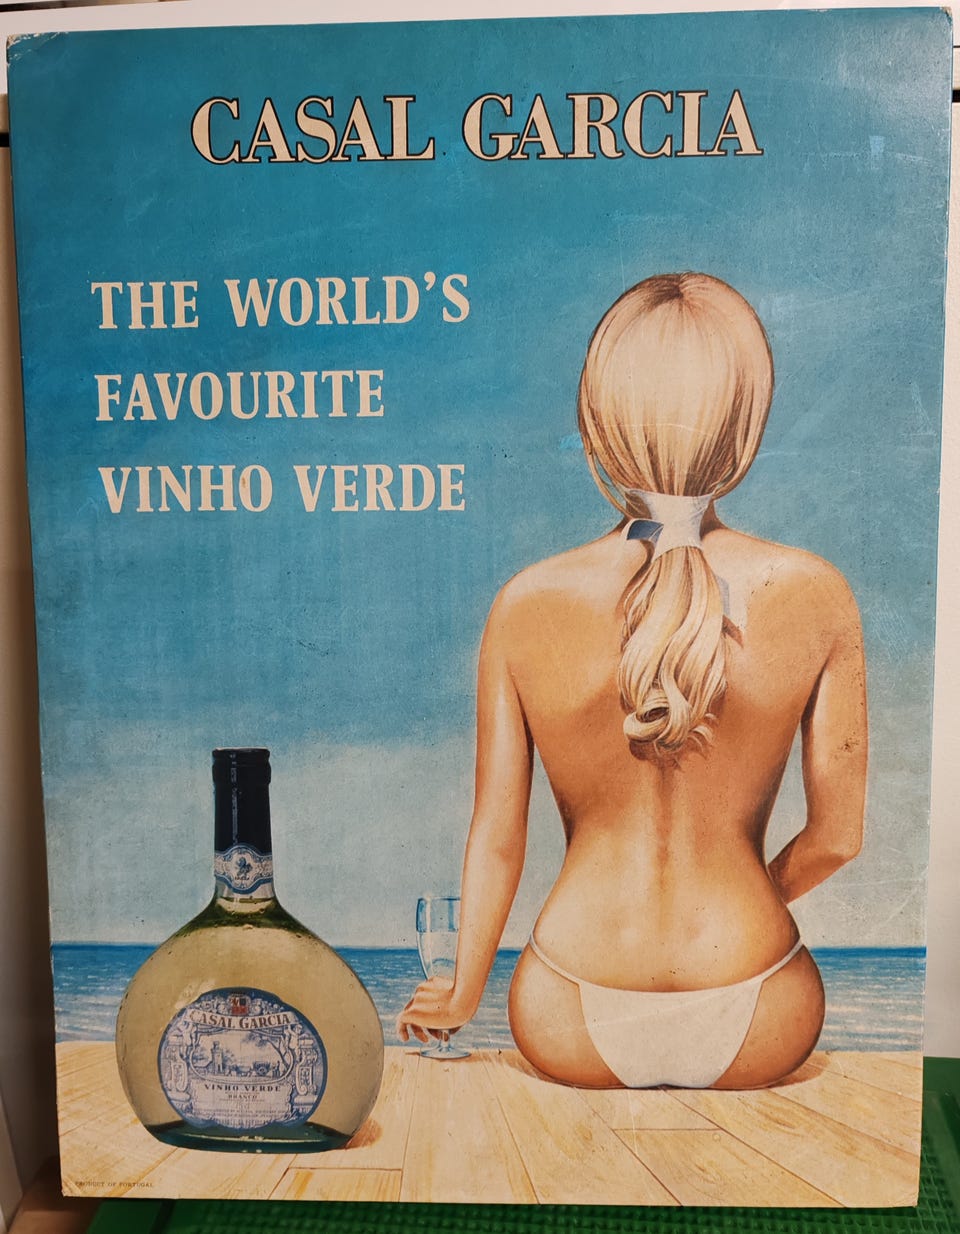 CASAL GARCIA
THE WORLD'S
FAVOURITE
VINHO VERDE
CASAL GARCIA
VINHO VERDE
BRANCO
PRODUCT OF PORTUGAL